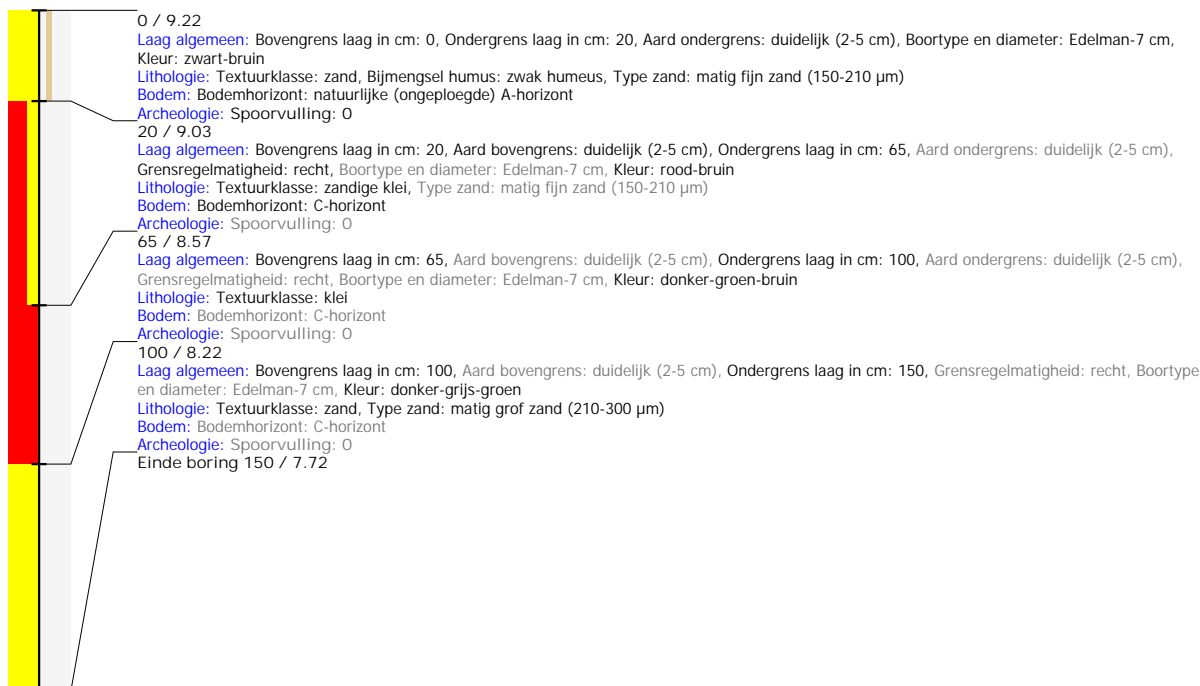 0 / 9.22
Laag algemeen: Bovengrens laag in cm: 0, Ondergrens laag in cm: 20, Aard ondergrens: duidelijk (2-5 cm), Boortype en diameter: Edelman-7 cm,
Kleur: zwart-bruin
Lithologie: Textuurklasse: zand, Bijmengsel humus: zwak humeus, Type zand: matig fijn zand (150-210 µm)
Bodem: Bodemhorizont: natuurlijke (ongeploegde) A-horizont
Archeologie: Spoorvulling: 0
20 / 9.03
Laag algemeen: Bovengrens laag in cm: 20, Aard bovengrens: duidelijk (2-5 cm), Ondergrens laag in cm: 65, Aard ondergrens: duidelijk (2-5 cm),
Grensregelmatigheid: recht, Boortype en diameter: Edelman-7 cm, Kleur: rood-bruin
Lithologie: Textuurklasse: zandige klei, Type zand: matig fijn zand (150-210 µm)
Bodem: Bodemhorizont: C-horizont
Archeologie: Spoorvulling: 0
65 / 8.57
Laag algemeen: Bovengrens laag in cm: 65, Aard bovengrens: duidelijk (2-5 cm), Ondergrens laag in cm: 100, Aard ondergrens: duidelijk (2-5 cm),
Grensregelmatigheid: recht, Boortype en diameter: Edelman-7 cm, Kleur: donker-groen-bruin
Lithologie: Textuurklasse: klei
Bodem: Bodemhorizont: C-horizont
Archeologie: Spoorvulling: 0
100 / 8.22
Laag algemeen: Bovengrens laag in cm: 100, Aard bovengrens: duidelijk (2-5 cm), Ondergrens laag in cm: 150, Grensregelmatigheid: recht, Boortype
en diameter: Edelman-7 cm, Kleur: donker-grijs-groen
Lithologie: Textuurklasse: zand, Type zand: matig grof zand (210-300 µm)
Bodem: Bodemhorizont: C-horizont
Archeologie: Spoorvulling: 0
Einde boring 150 / 7.72